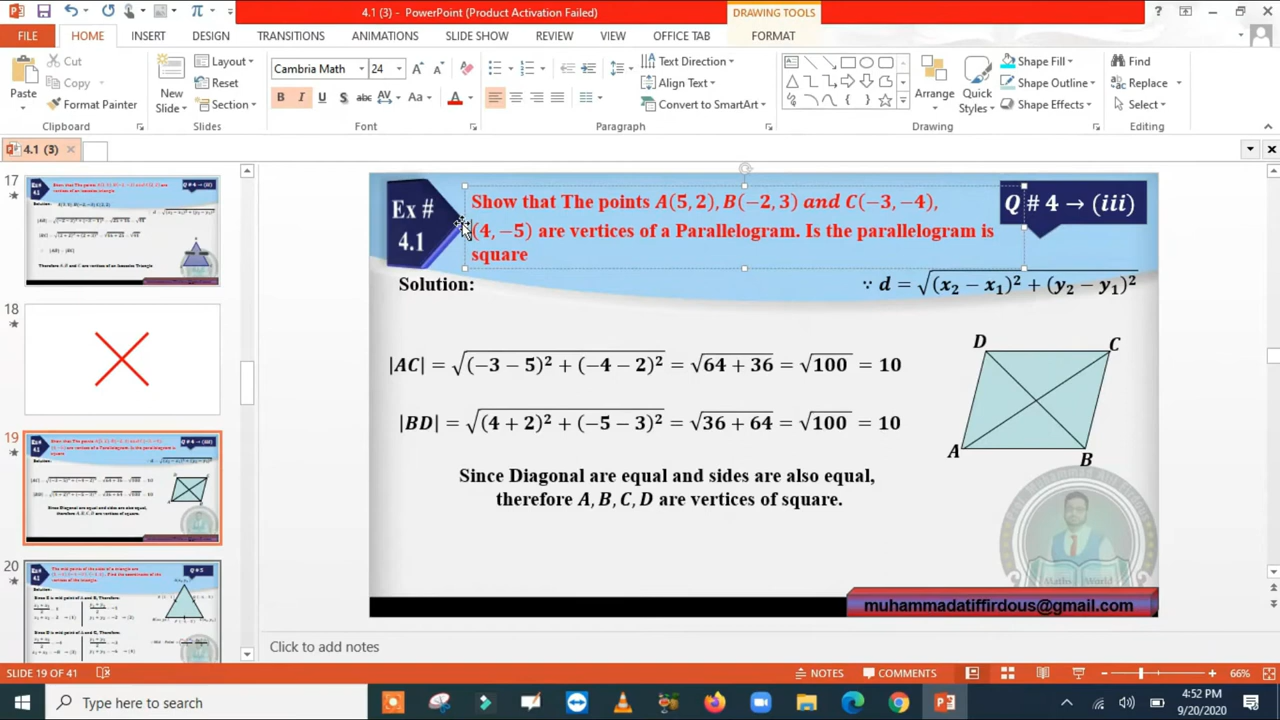 4.1 (3) - PowerPoint (Product Activation Failed)
DRAWING TOOLS
FILE HOME INSERT DESIGN TRANSITIONS ANIMATIONS SLIDE SHOW REVIEW VIEW OFFICE TAB FORMAT
Paste
Cut
Copy
Format Painter
Clipboard
New Slide
Layout
Reset
Section
Slides
Cambria Math 24
B I U S abc AV Aa A
Font
Text Direction
Align Text
Convert to SmartArt
Paragraph
Arrange
Quick Styles
Shape Fill
Shape Outline
Shape Effects
Drawing
Find
Replace
Select
Editing
4.1 (3)
17
18
19
20
Ex #
4.1
Show that The points A(5, 2), B(−2, 3) and C(−3, −4),
(4, −5) are vertices of a Parallelogram. Is the parallelogram is
square
Q # 4 → (iii)
Solution:
∵ d = √(x₂ − x₁)² + (y₂ − y₁)²
|AC| = √(−3 − 5)² + (−4 − 2)² = √64 + 36 = √100 = 10
|BD| = √(4 + 2)² + (−5 − 3)² = √36 + 64 = √100 = 10
D C
A B
Since Diagonal are equal and sides are also equal,
therefore A, B, C, D are vertices of square.
Maths World
muhammadatiffirdous@gmail.com
Click to add notes
SLIDE 19 OF 41
NOTES COMMENTS 66%
Type here to search
4:52 PM
9/20/2020